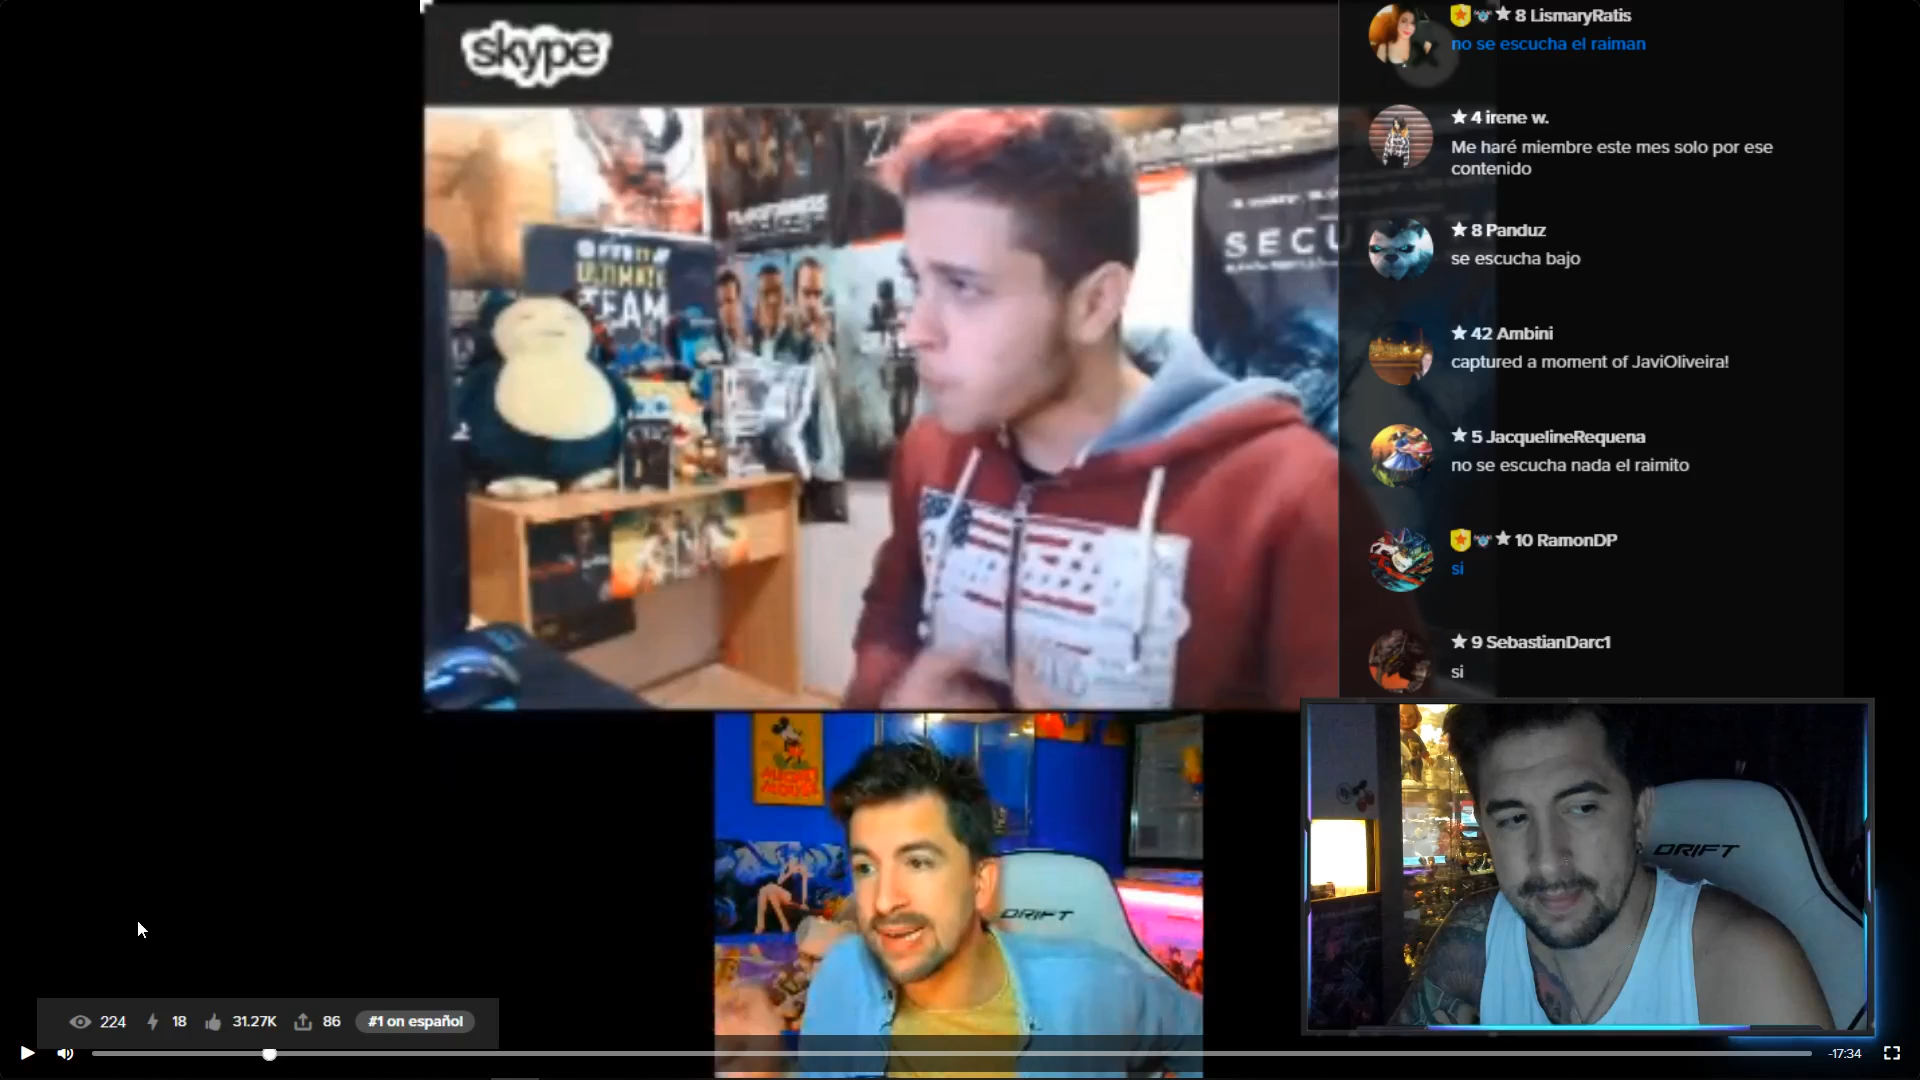 skype
8 LismaryRatis
no se escucha el raiman
4 irene w.
Me haré miembre este mes solo por ese
contenido
8 Panduz
se escucha bajo
42 Ambini
captured a moment of JaviOliveira!
5 JacquelineRequena
no se escucha nada el raimito
10 RamonDP
si
9 SebastianDarc1
si
SECU
FIFA 17
ULTIMATE
TEAM
MICKEY
MOUSE
DRIFT
DRIFT
224
18
31.27K
86
#1 on español
-17:34